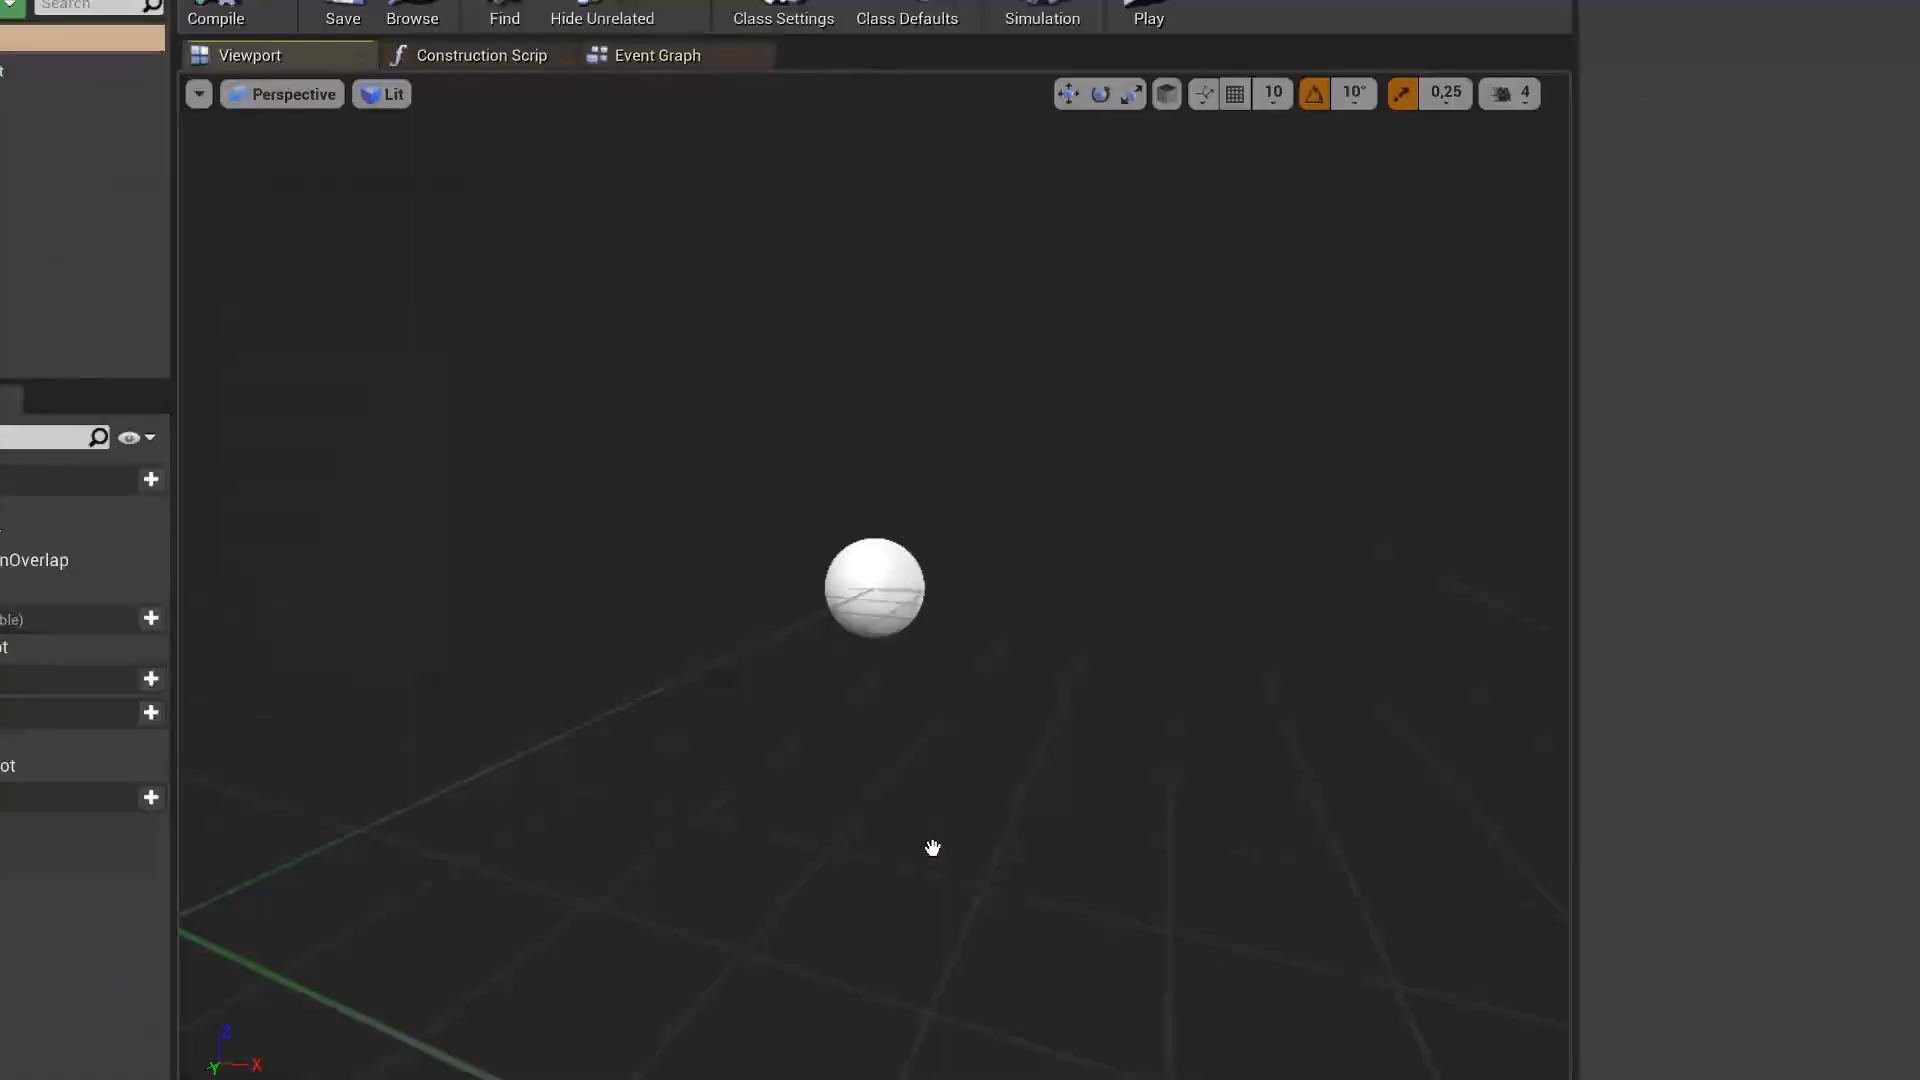 Search
Compile
Save
Browse
Find
Hide Unrelated
Class Settings
Class Defaults
Simulation
Play
t
Viewport
Construction Scrip
Event Graph
Perspective
Lit
10
10°
0,25
4
nOverlap
ble)
ot
ot
Z
Y
X